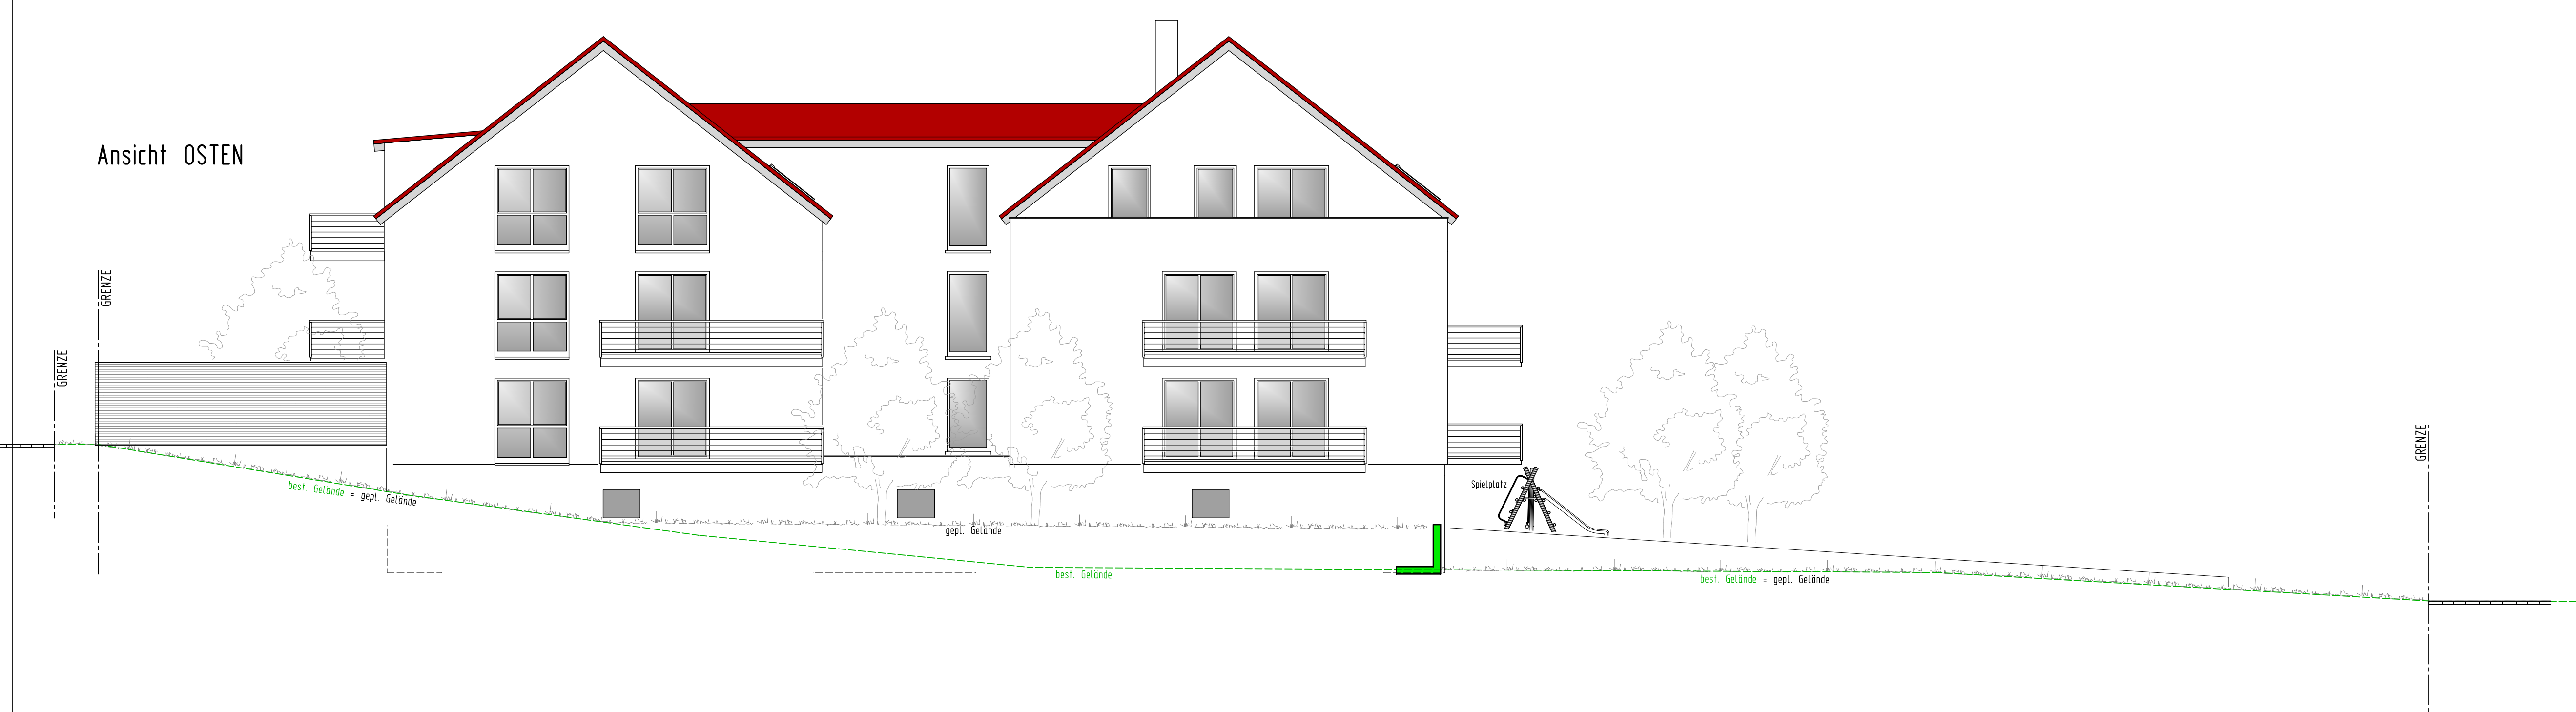 Ansicht OSTEN
GRENZE
GRENZE
GRENZE
Spielplatz
best. Gelände = gepl. Gelände
gepl. Gelände
best. Gelände
best. Gelände = gepl. Gelände